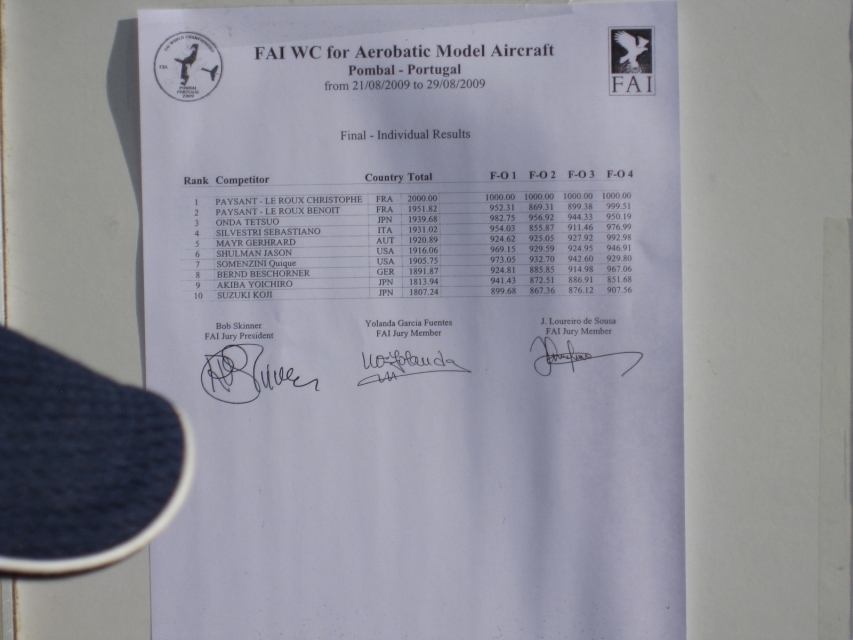 FAI WORLD CHAMPIONSHIP
F3A
POMBAL
PORTUGAL
2009
FAI WC for Aerobatic Model Aircraft
Pombal - Portugal
from 21/08/2009 to 29/08/2009
FAI
Final - Individual Results
Rank Competitor Country Total F-O 1 F-O 2 F-O 3 F-O 4
1 PAYSANT - LE ROUX CHRISTOPHE FRA 2000.00 1000.00 1000.00 1000.00 1000.00
2 PAYSANT - LE ROUX BENOIT FRA 1951.82 952.31 869.31 899.38 999.51
3 ONDA TETSUO JPN 1939.68 982.75 956.92 944.33 950.19
4 SILVESTRI SEBASTIANO ITA 1931.02 954.03 855.87 911.46 976.99
5 MAYR GERHRARD AUT 1920.89 924.62 925.05 927.92 992.98
6 SHULMAN JASON USA 1916.06 969.15 929.59 924.95 946.91
7 SOMENZINI Quique USA 1905.75 973.05 932.70 942.60 929.80
8 BERND BESCHORNER GER 1891.87 924.81 885.85 914.98 967.06
9 AKIBA YOICHIRO JPN 1813.94 941.43 872.51 886.91 851.68
10 SUZUKI KOJI JPN 1807.24 899.68 867.36 876.12 907.56
Bob Skinner Yolanda Garcia Fuentes J. Loureiro de Sousa
FAI Jury President FAI Jury Member FAI Jury Member